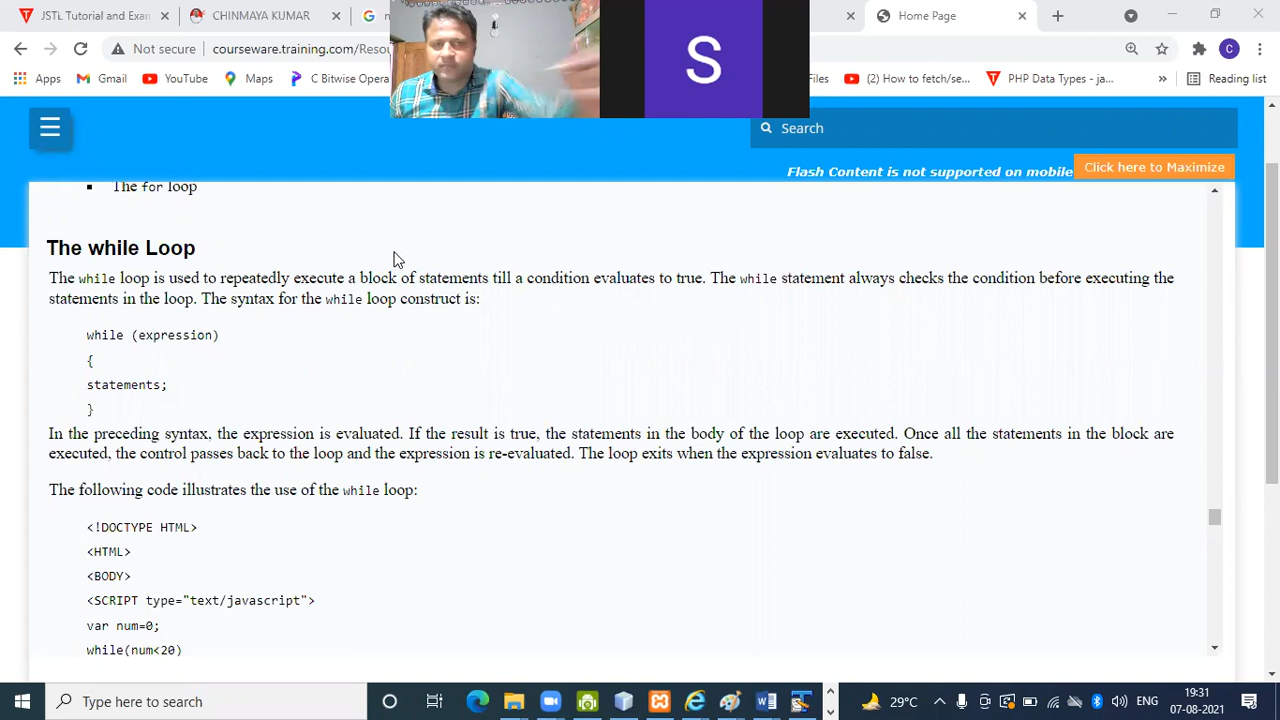 JSTL Tutorial and Exan
CHINMAYA KUMAR
n
Home Page
Not secure
courseware.training.com/Resou
Apps
Gmail
YouTube
Maps
C Bitwise Opera
S
Files
(2) How to fetch/se...
PHP Data Types - ja...
»
Reading list
C
Search
Flash Content is not supported on mobile
Click here to Maximize
The for loop
The while Loop
The while loop is used to repeatedly execute a block of statements till a condition evaluates to true. The while statement always checks the condition before executing the
statements in the loop. The syntax for the while loop construct is:
while (expression)
{
statements;
}
In the preceding syntax, the expression is evaluated. If the result is true, the statements in the body of the loop are executed. Once all the statements in the block are
executed, the control passes back to the loop and the expression is re-evaluated. The loop exits when the expression evaluates to false.
The following code illustrates the use of the while loop:
<!DOCTYPE HTML>
<HTML>
<BODY>
<SCRIPT type="text/javascript">
var num=0;
while(num<20)
Type here to search
29°C
ENG
19:31
07-08-2021